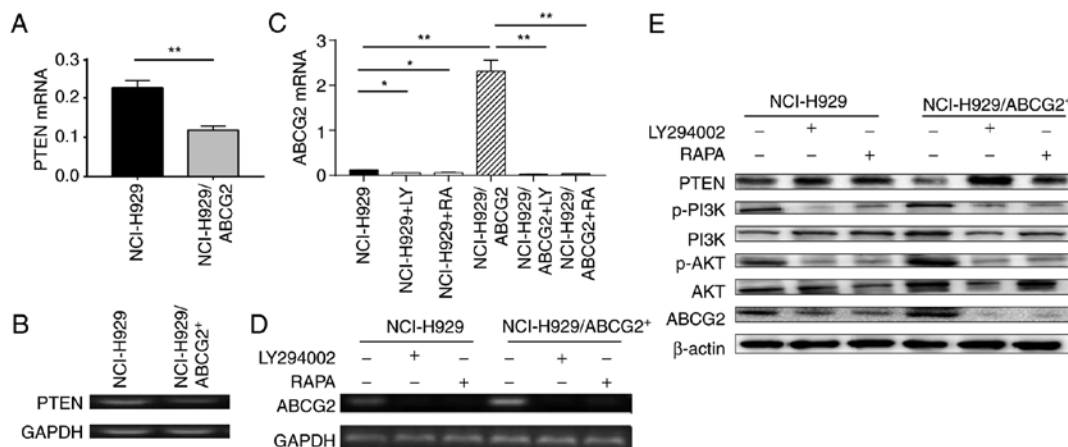 A
PTEN mRNA
0.3
0.2
0.1
0.0
**
NCI-H929
NCI-H929/
ABCG2
B
NCI-H929
NCI-H929/
ABCG2+
PTEN
GAPDH
C
ABCG2 mRNA
3
2
1
0
**
**
**
*
*
NCI-H929
NCI-H929+LY
NCI-H929+RA
NCI-H929/
ABCG2
NCI-H929/
ABCG2+LY
NCI-H929/
ABCG2+RA
D
NCI-H929 NCI-H929/ABCG2+
LY294002 – + – – + –
RAPA – – + – – +
ABCG2
GAPDH
E
NCI-H929 NCI-H929/ABCG2+
LY294002 – + – – + –
RAPA – – + – – +
PTEN
p-PI3K
PI3K
p-AKT
AKT
ABCG2
β-actin